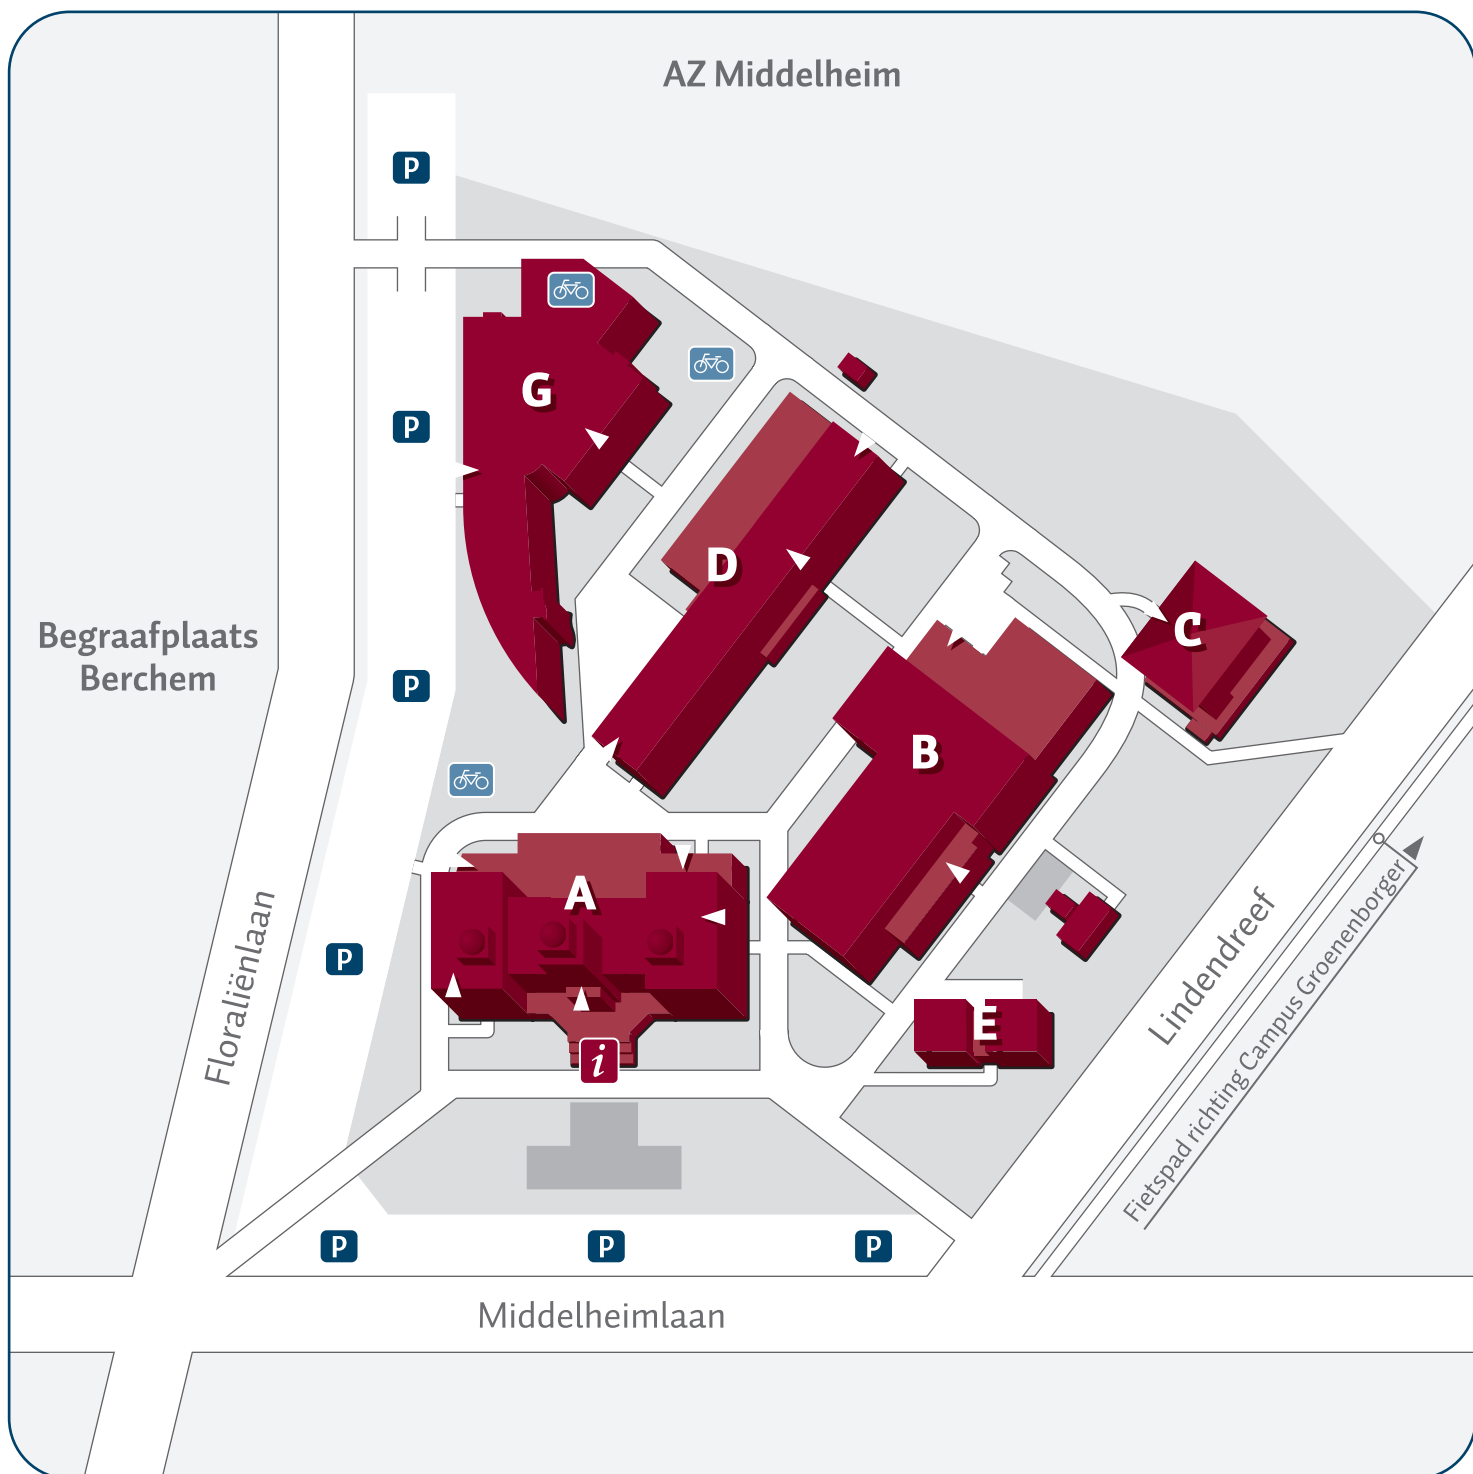 AZ Middelheim
P
G
P
D
C
Begraafplaats
Berchem
P
B
A
P
Floraliënlaan
Lindendreef
Fietspad richting Campus Groenenborger
E
i
P
P
P
Middelheimlaan